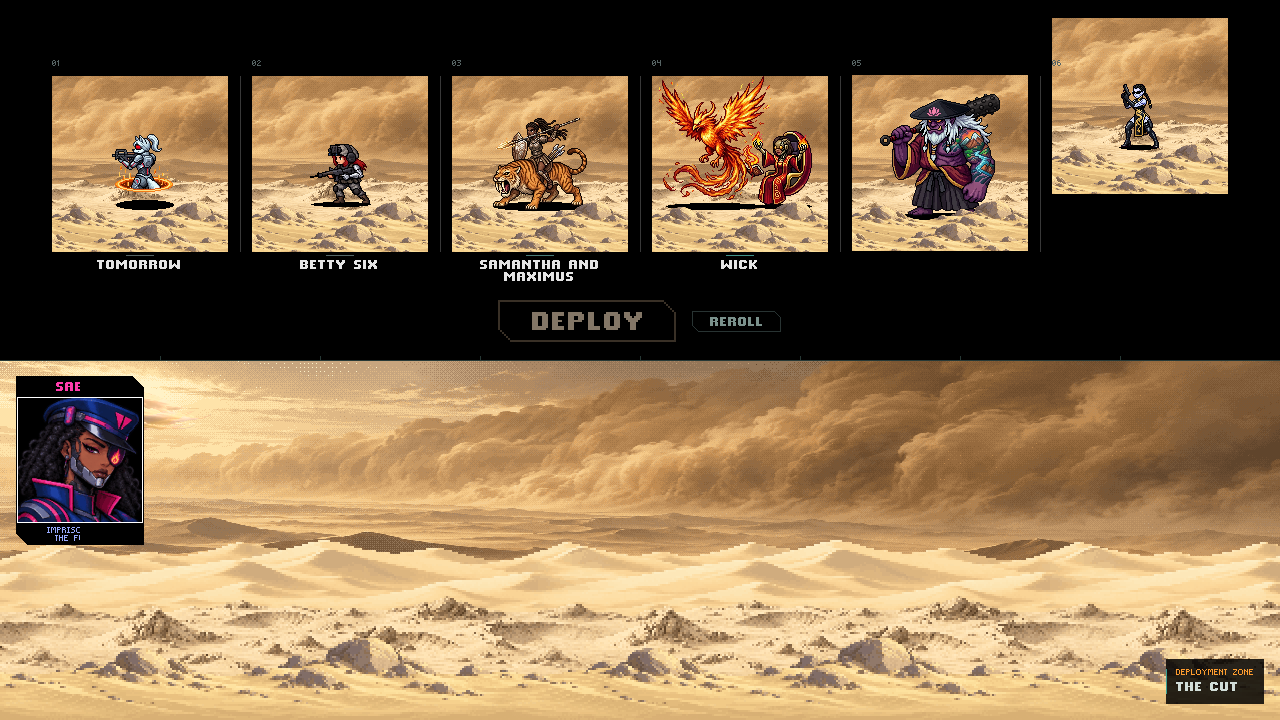 01
02
03
04
05
06
TOMORROW
BETTY SIX
SAMANTHA AND
MAXIMUS
WICK
DEPLOY
REROLL
SAE
IMPRISC
THE F
DEPLOYMENT ZONE
THE CUT